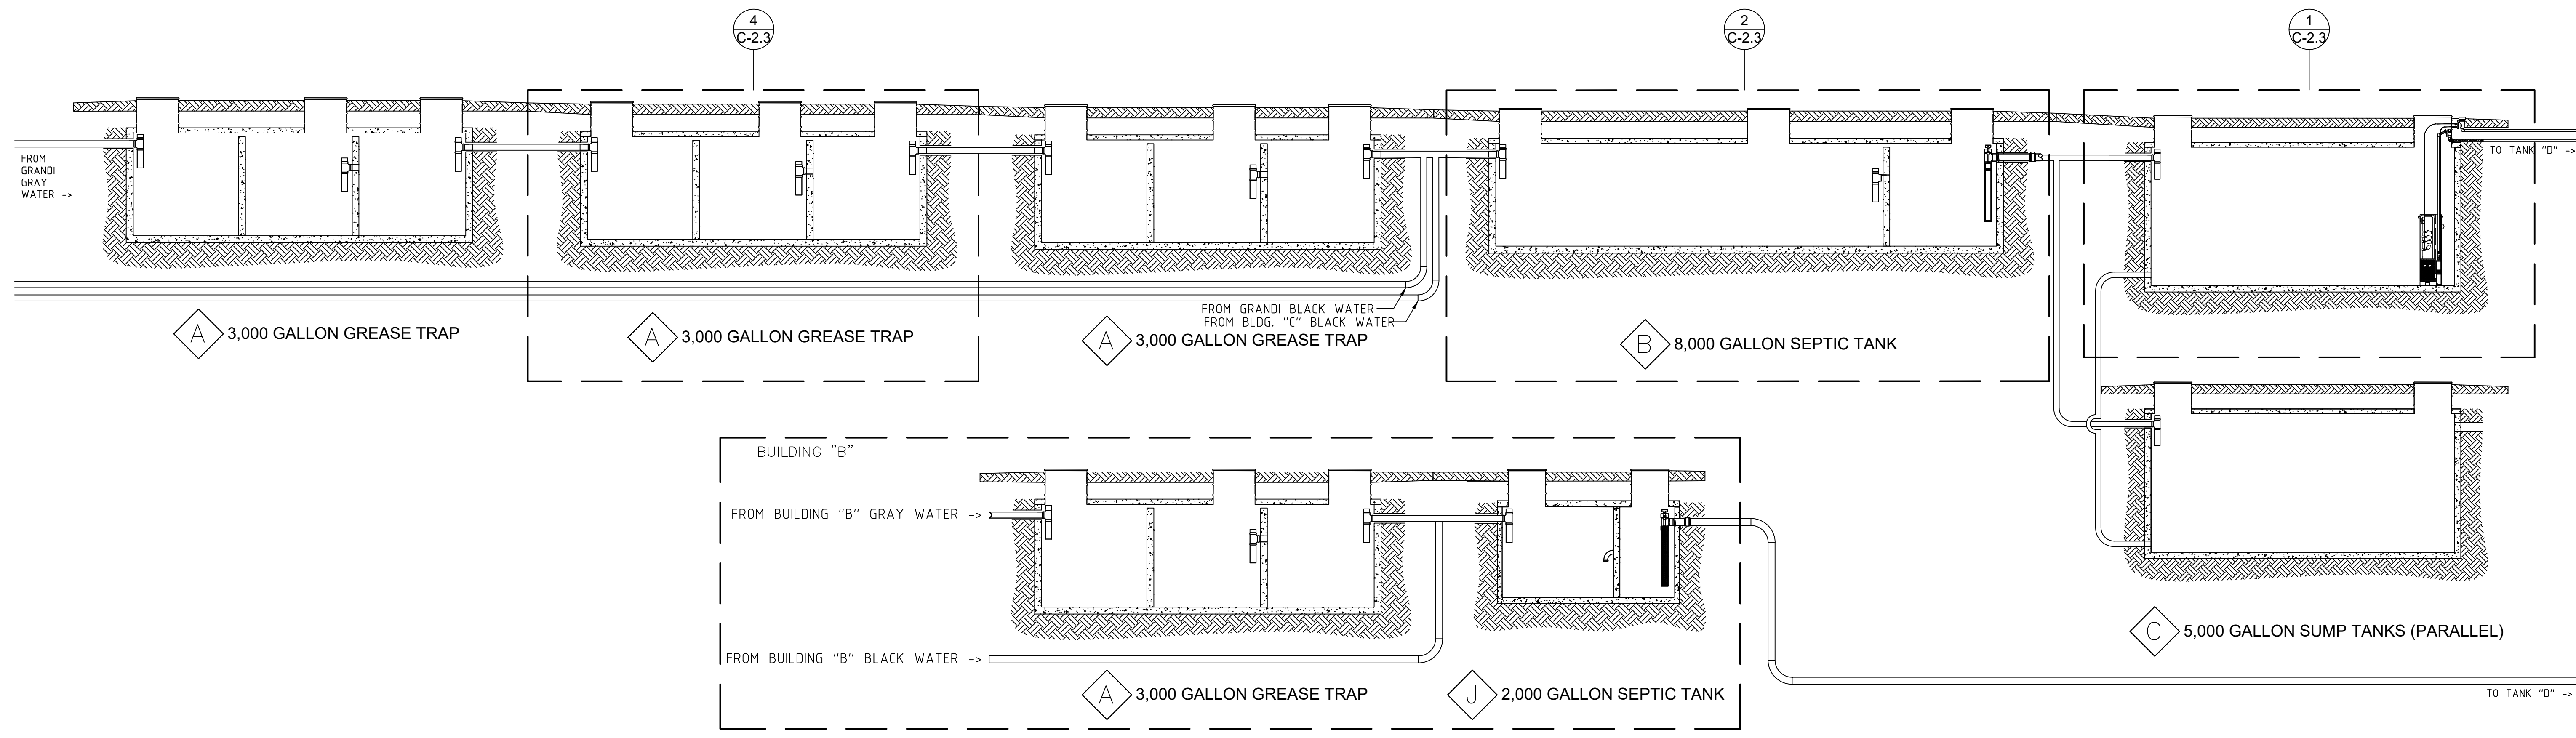 4
C-2.3
2
C-2.3
1
C-2.3
FROM
GRANDI
GRAY
WATER ->
TO TANK "D" ->
FROM GRANDI BLACK WATER
FROM BLDG. "C" BLACK WATER
A 3,000 GALLON GREASE TRAP
A 3,000 GALLON GREASE TRAP
A 3,000 GALLON GREASE TRAP
B 8,000 GALLON SEPTIC TANK
BUILDING "B"
FROM BUILDING "B" GRAY WATER ->
FROM BUILDING "B" BLACK WATER ->
A 3,000 GALLON GREASE TRAP
J 2,000 GALLON SEPTIC TANK
C 5,000 GALLON SUMP TANKS (PARALLEL)
TO TANK "D" ->